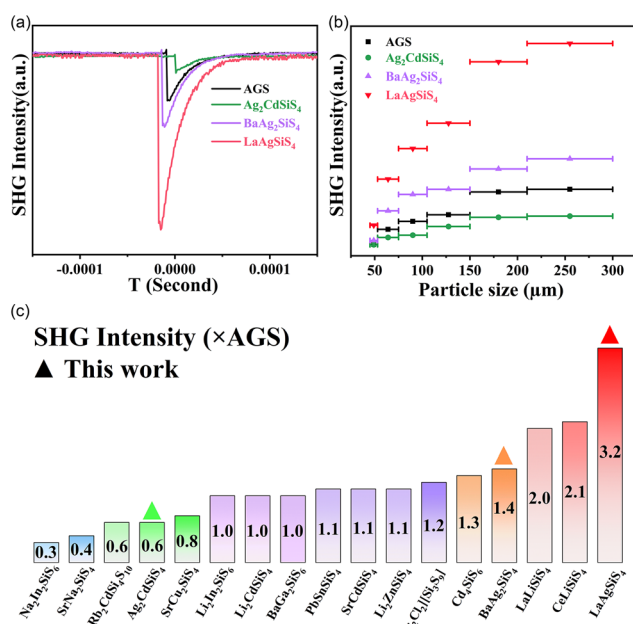 (a)
SHG Intensity(a.u.)
AGS
Ag₂CdSiS₄
BaAg₂SiS₄
LaAgSiS₄
-0.0001 0.0000 0.0001
T (Second)
(b)
SHG Intensity(a.u.)
AGS
Ag₂CdSiS₄
BaAg₂SiS₄
LaAgSiS₄
50 100 150 200 250 300
Particle size (μm)
(c)
SHG Intensity (×AGS)
▲ This work
0.3 0.4 0.6 0.6 0.8 1.0 1.0 1.0 1.1 1.1 1.1 1.2 1.3 1.4 2.0 2.1 3.2
Na₂In₂SiS₆
SrNa₂SiS₄
Rb₂CdSi₄S₁₀
Ag₂CdSiS₄
SrCu₂SiS₄
Li₂In₂SiS₆
Li₂CdSiS₄
BaGa₂SiS₆
PbSnSiS₄
SrCdSiS₄
Li₂ZnSiS₄
₂Cl₂][Si₃S₉]
Cd₄SiS₆
BaAg₂SiS₄
LaLiSiS₄
CeLiSiS₄
LaAgSiS₄